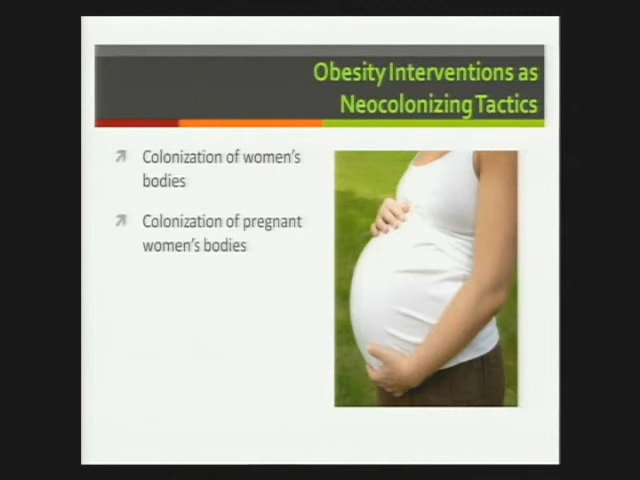 Obesity Interventions as
Neocolonizing Tactics
Colonization of women's
bodies
Colonization of pregnant
women's bodies